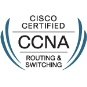 CISCO
CERTIFIED
CCNA
ROUTING &
SWITCHING